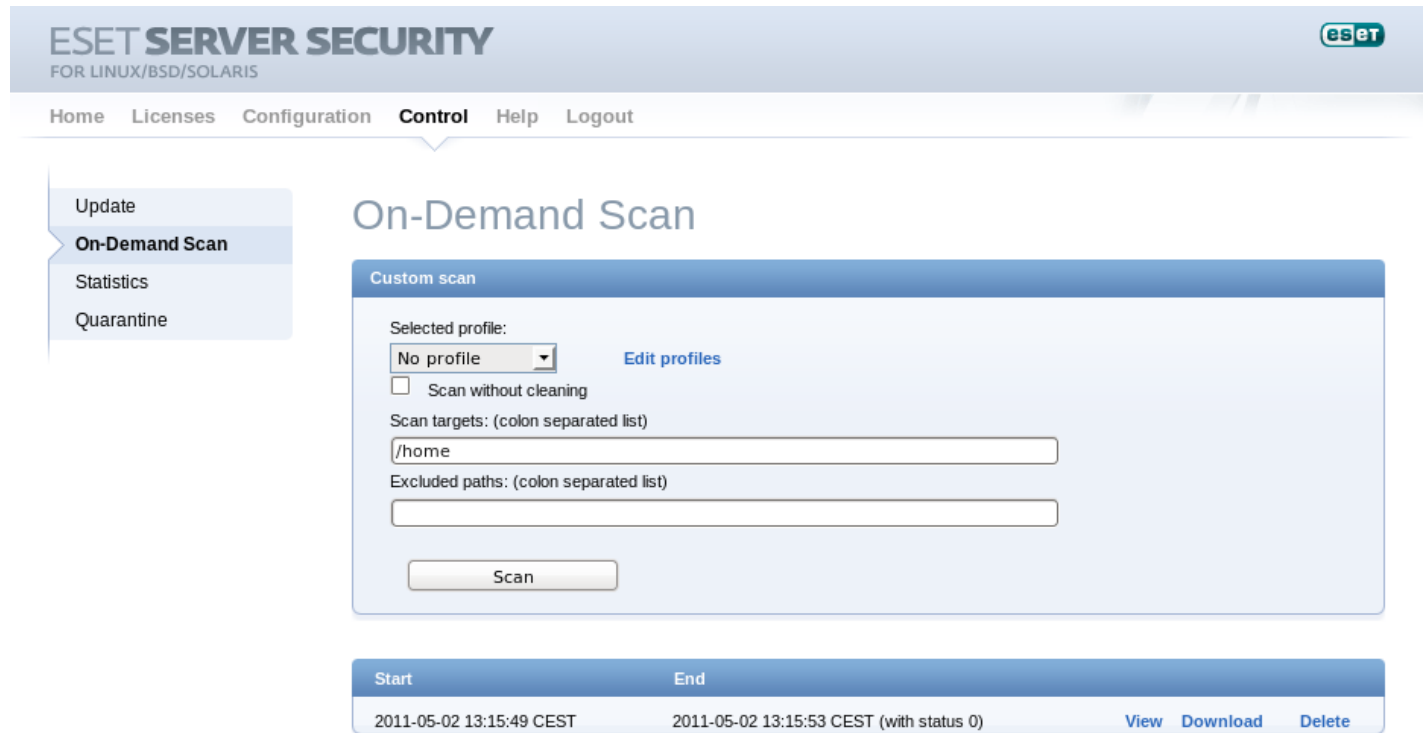 ESET SERVER SECURITY
FOR LINUX/BSD/SOLARIS
eseT
Home Licenses Configuration Control Help Logout
Update
On-Demand Scan
Statistics
Quarantine
On-Demand Scan
Custom scan
Selected profile:
No profile Edit profiles
Scan without cleaning
Scan targets: (colon separated list)
/home
Excluded paths: (colon separated list)
Scan
Start End
2011-05-02 13:15:49 CEST 2011-05-02 13:15:53 CEST (with status 0) View Download Delete